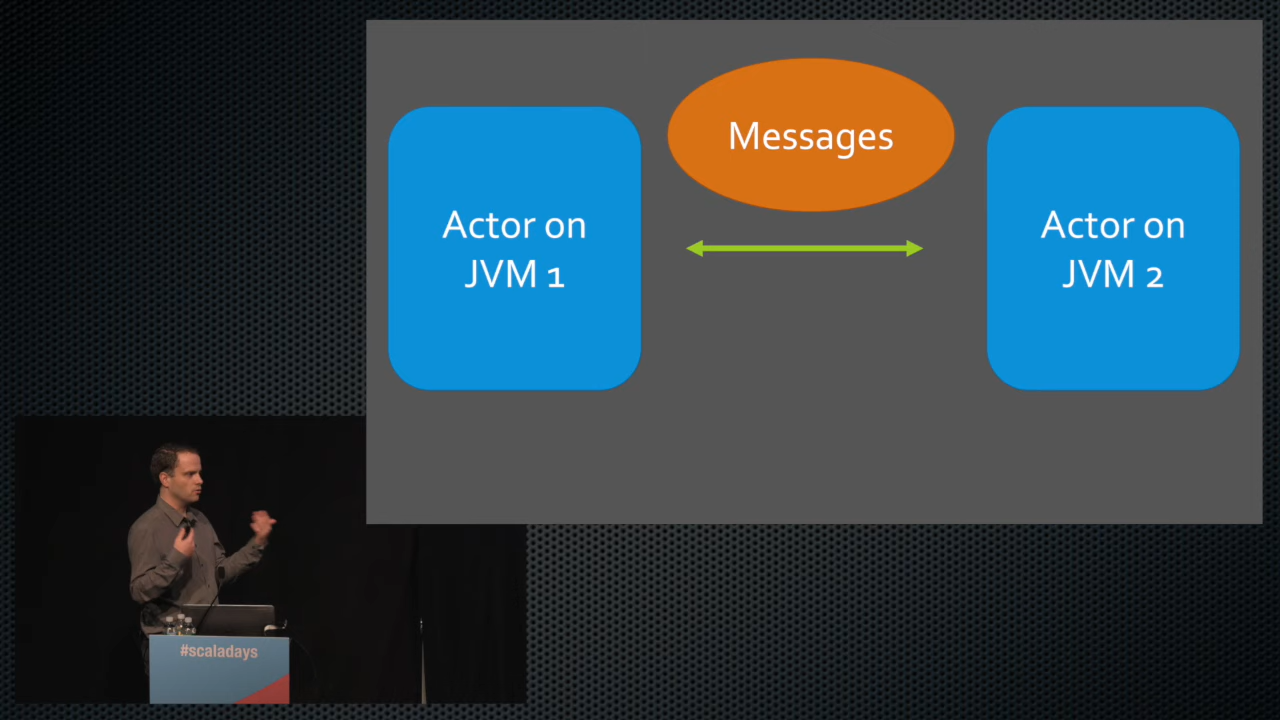 Messages
Actor on
JVM 1
Actor on
JVM 2
#scaladays